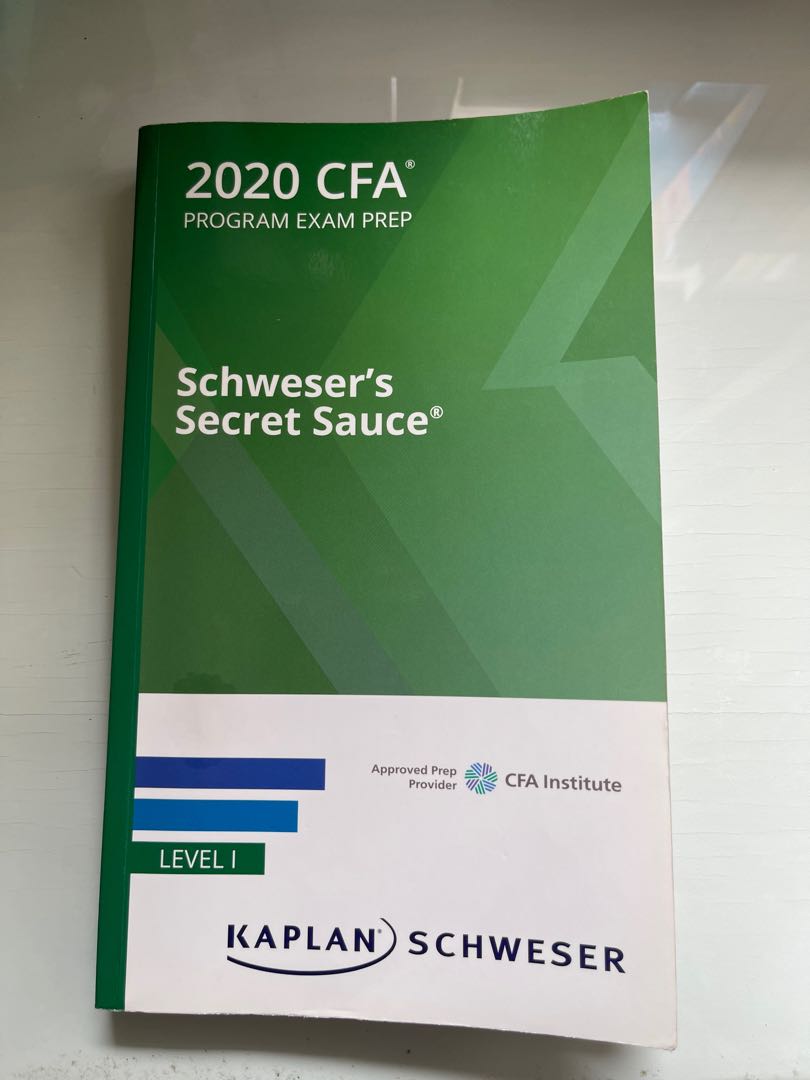 2020 CFA®
PROGRAM EXAM PREP
Schweser's
Secret Sauce®
Approved Prep
Provider
CFA Institute
LEVEL I
KAPLAN® SCHWESER